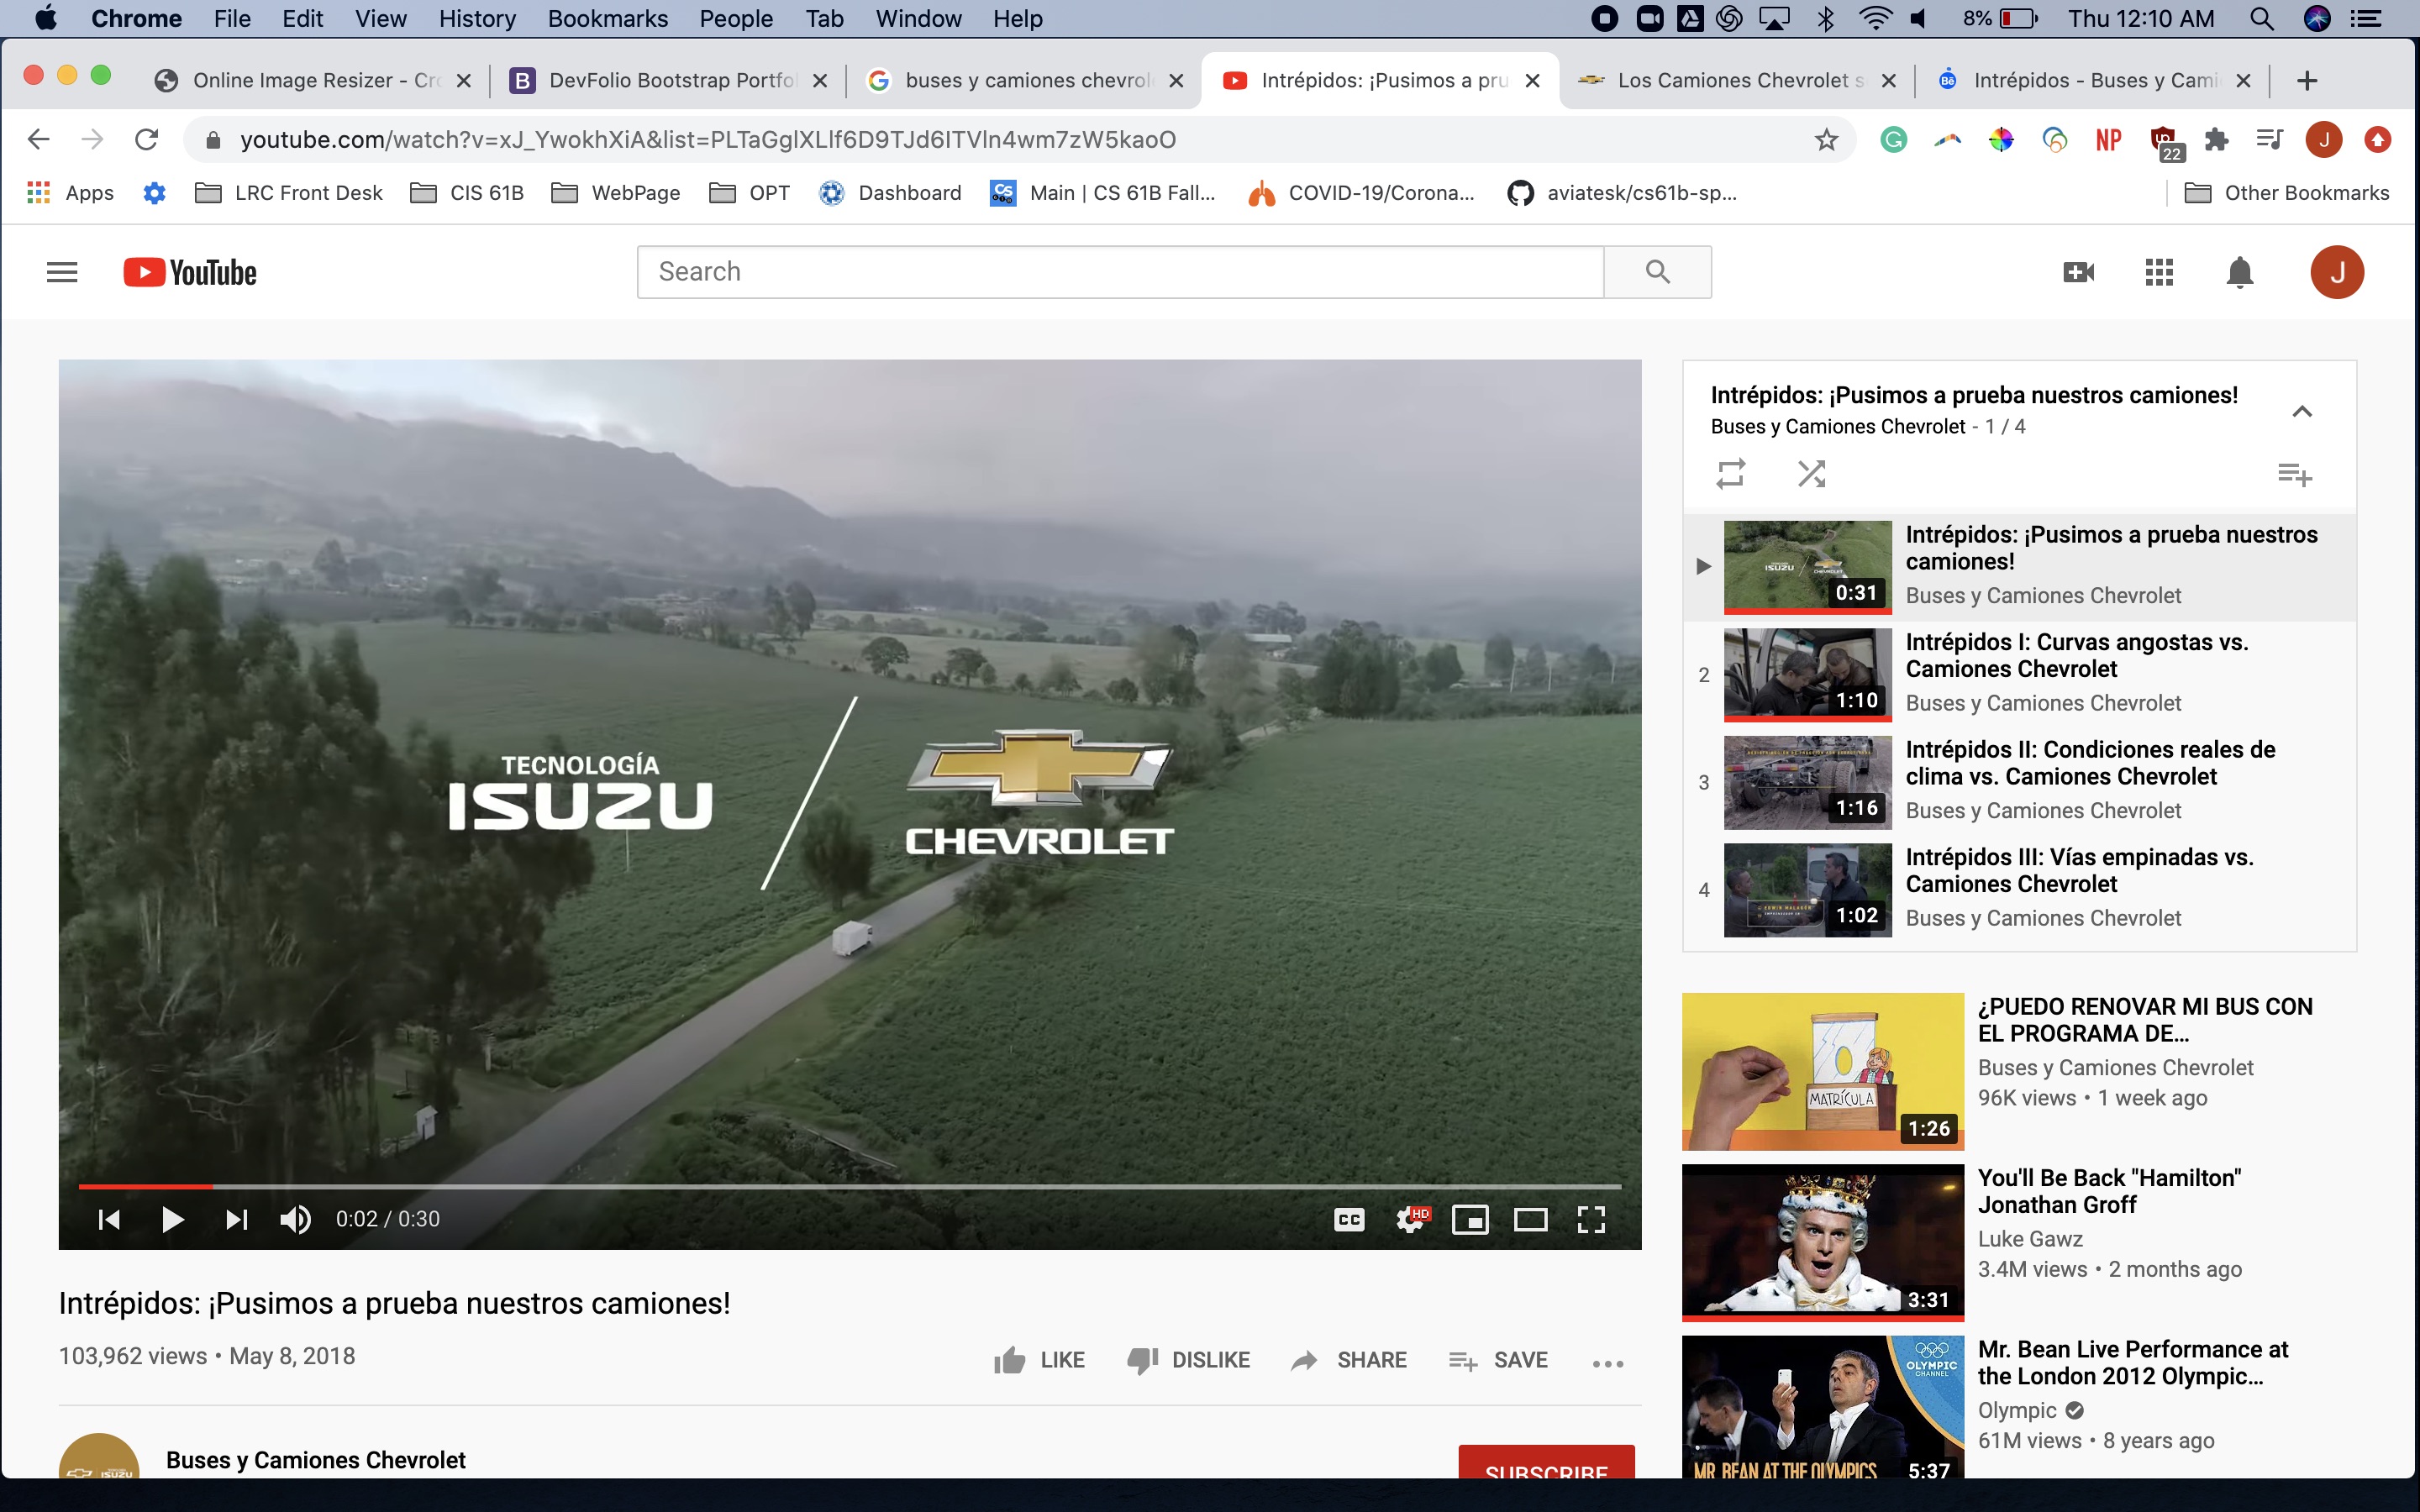 Chrome File Edit View History Bookmarks People Tab Window Help 8% Thu 12:10 AM
Online Image Resizer - Cr
DevFolio Bootstrap Portfo
buses y camiones chevrol
Intrépidos: ¡Pusimos a pru
Los Camiones Chevrolet s
Intrépidos - Buses y Cami
youtube.com/watch?v=xJ_YwokhXiA&list=PLTaGglXLlf6D9TJd6ITVln4wm7zW5kaoO
NP
22
J
Apps LRC Front Desk CIS 61B WebPage OPT Dashboard Main | CS 61B Fall... COVID-19/Corona... aviatesk/cs61b-sp... Other Bookmarks
YouTube
Search
J
TECNOLOGÍA
ISUZU
CHEVROLET
0:02 / 0:30
CC
HD
Intrépidos: ¡Pusimos a prueba nuestros camiones!
103,962 views • May 8, 2018
LIKE DISLIKE SHARE SAVE
Buses y Camiones Chevrolet
SUBSCRIBE
Intrépidos: ¡Pusimos a prueba nuestros camiones!
Buses y Camiones Chevrolet - 1 / 4
ISUZU
CHEVROLET
0:31
Intrépidos: ¡Pusimos a prueba nuestros
camiones!
Buses y Camiones Chevrolet
2
1:10
Intrépidos I: Curvas angostas vs.
Camiones Chevrolet
Buses y Camiones Chevrolet
3
1:16
Intrépidos II: Condiciones reales de
clima vs. Camiones Chevrolet
Buses y Camiones Chevrolet
4
1:02
Intrépidos III: Vías empinadas vs.
Camiones Chevrolet
Buses y Camiones Chevrolet
MATRÍCULA
1:26
¿PUEDO RENOVAR MI BUS CON
EL PROGRAMA DE...
Buses y Camiones Chevrolet
96K views • 1 week ago
3:31
You'll Be Back "Hamilton"
Jonathan Groff
Luke Gawz
3.4M views • 2 months ago
OLYMPIC
CHANNEL
MR. BEAN AT THE OLYMPICS
5:37
Mr. Bean Live Performance at
the London 2012 Olympic...
Olympic
61M views • 8 years ago